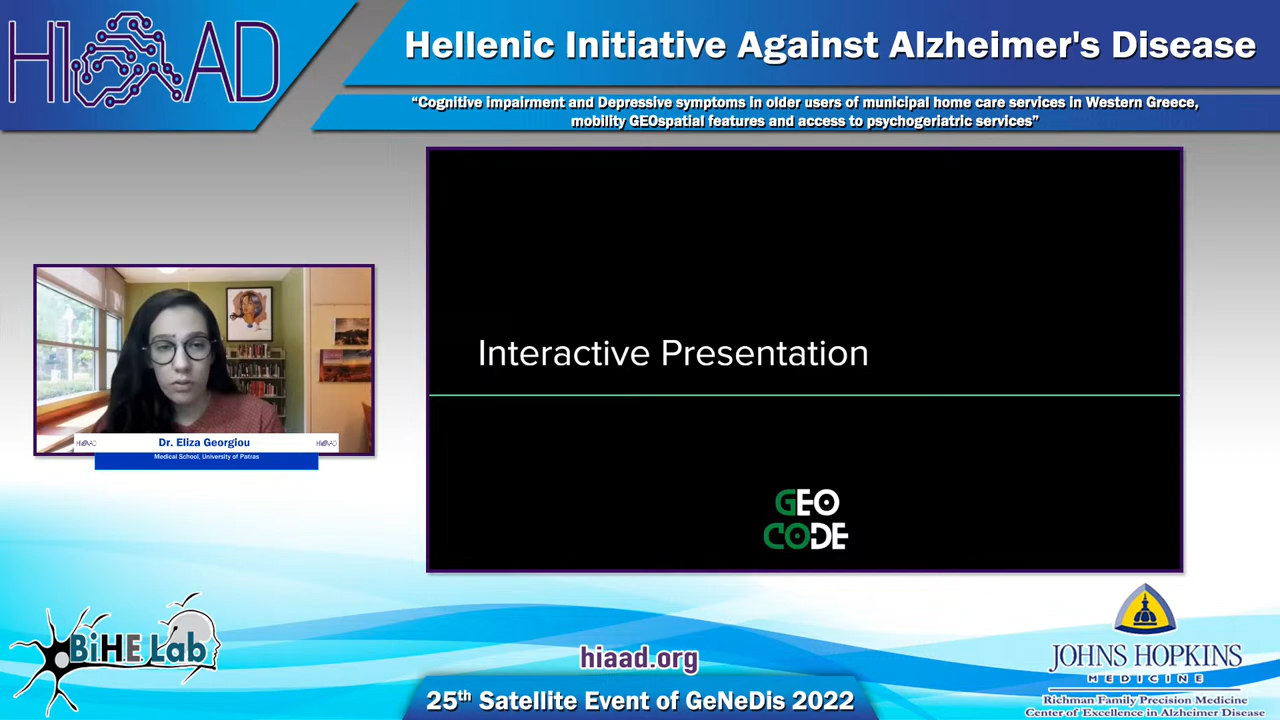 HIAAD
Hellenic Initiative Against Alzheimer's Disease
“Cognitive impairment and Depressive symptoms in older users of municipal home care services in Western Greece,
mobility GEOspatial features and access to psychogeriatric services”
Interactive Presentation
GEO
CODE
HIAAD
Dr. Eliza Georgiou
HIAAD
Medical School, University of Patras
BiHE Lab
hiaad.org
25th Satellite Event of GeNeDis 2022
JOHNS HOPKINS
MEDICINE
Richman Family Precision Medicine
Center of Excellence in Alzheimer Disease